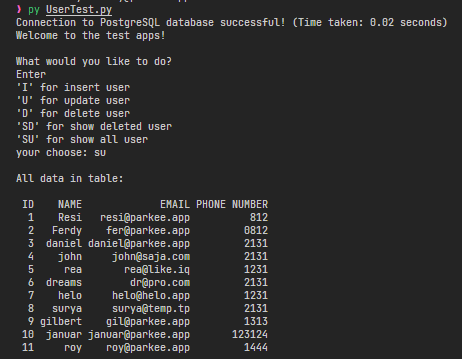 ❯ py UserTest.py
Connection to PostgreSQL database successful! (Time taken: 0.02 seconds)
Welcome to the test apps!
What would you like to do?
Enter
'I' for insert user
'U' for update user
'D' for delete user
'SD' for show deleted user
'SU' for show all user
your choose: su
All data in table:
ID NAME EMAIL PHONE NUMBER
1 Resi resi@parkee.app 812
2 Ferdy fer@parkee.app 0812
3 daniel daniel@parkee.app 2131
4 john john@saja.com 2131
5 rea rea@like.iq 1231
6 dreams dr@pro.com 2131
7 helo helo@helo.app 1231
8 surya surya@temp.tp 2131
9 gilbert gil@parkee.app 1313
10 januar januar@parkee.app 123124
11 roy roy@parkee.app 1444